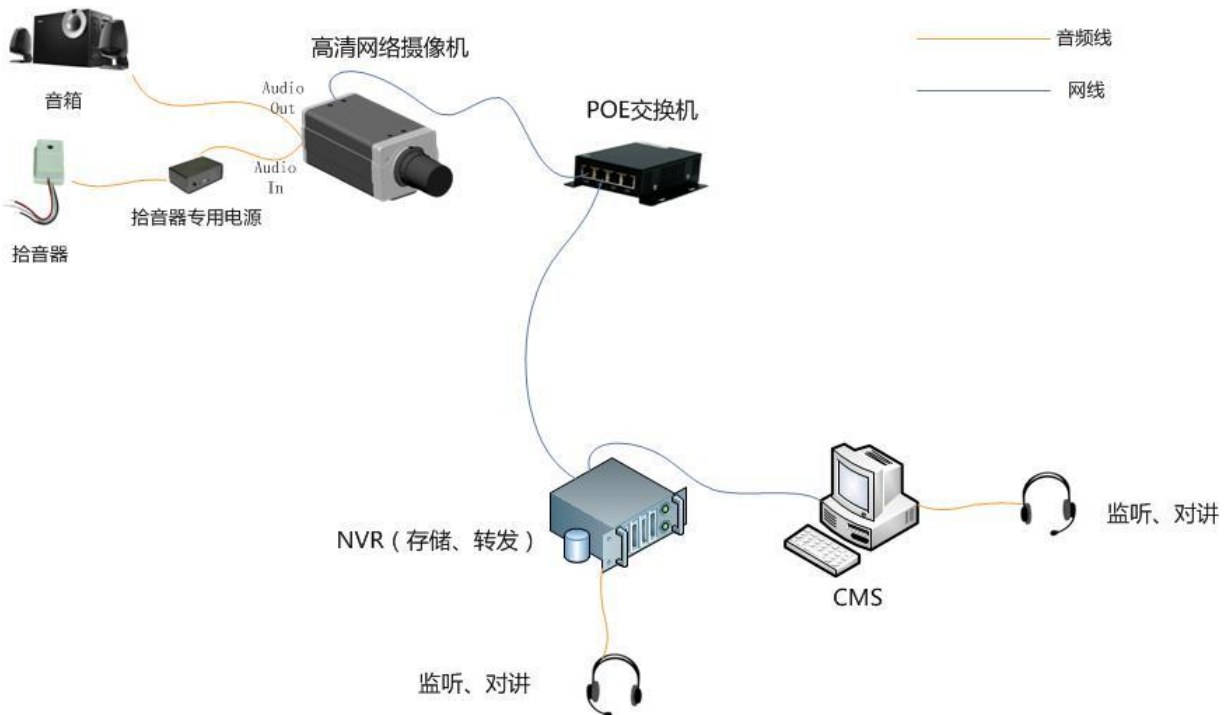 高清网络摄像机
音频线
网线
音箱
Audio
Out
POE交换机
Audio
In
拾音器专用电源
拾音器
NVR（存储、转发）
CMS
监听、对讲
监听、对讲